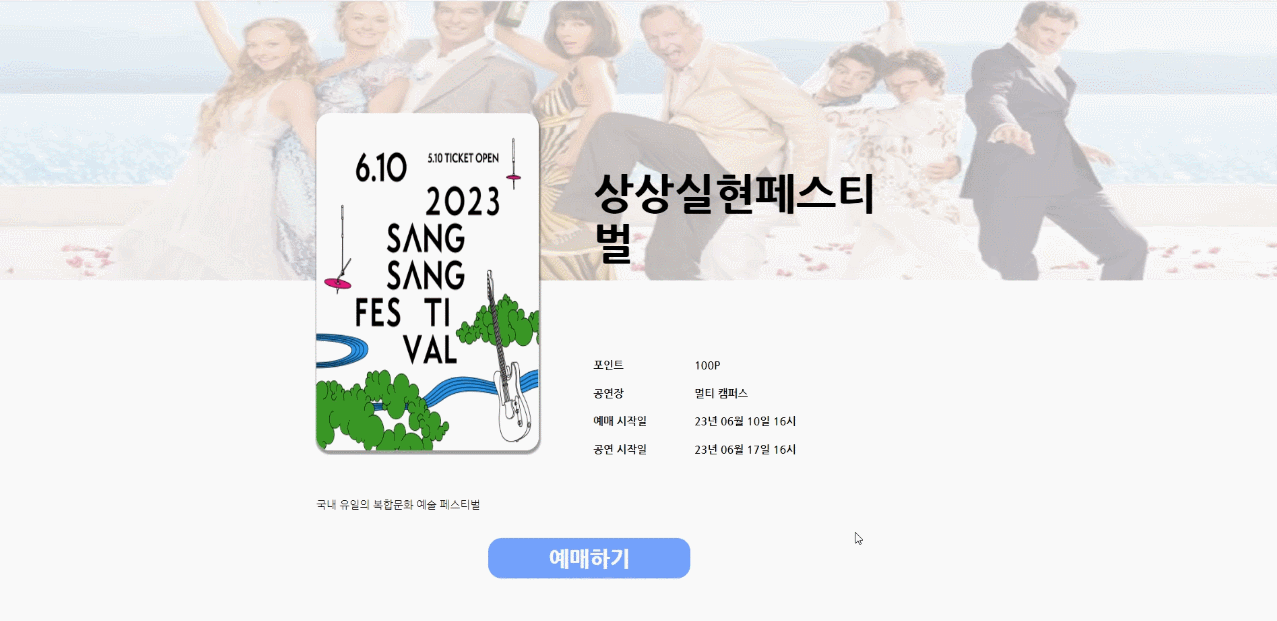 6.10
5.10 TICKET OPEN
2023
SANG
SANG
FES TI
VAL
상상실현페스티
벌
포인트 100P
공연장 멀티 캠퍼스
예매 시작일 23년 06월 10일 16시
공연 시작일 23년 06월 17일 16시
국내 유일의 복합문화 예술 페스티벌
예매하기